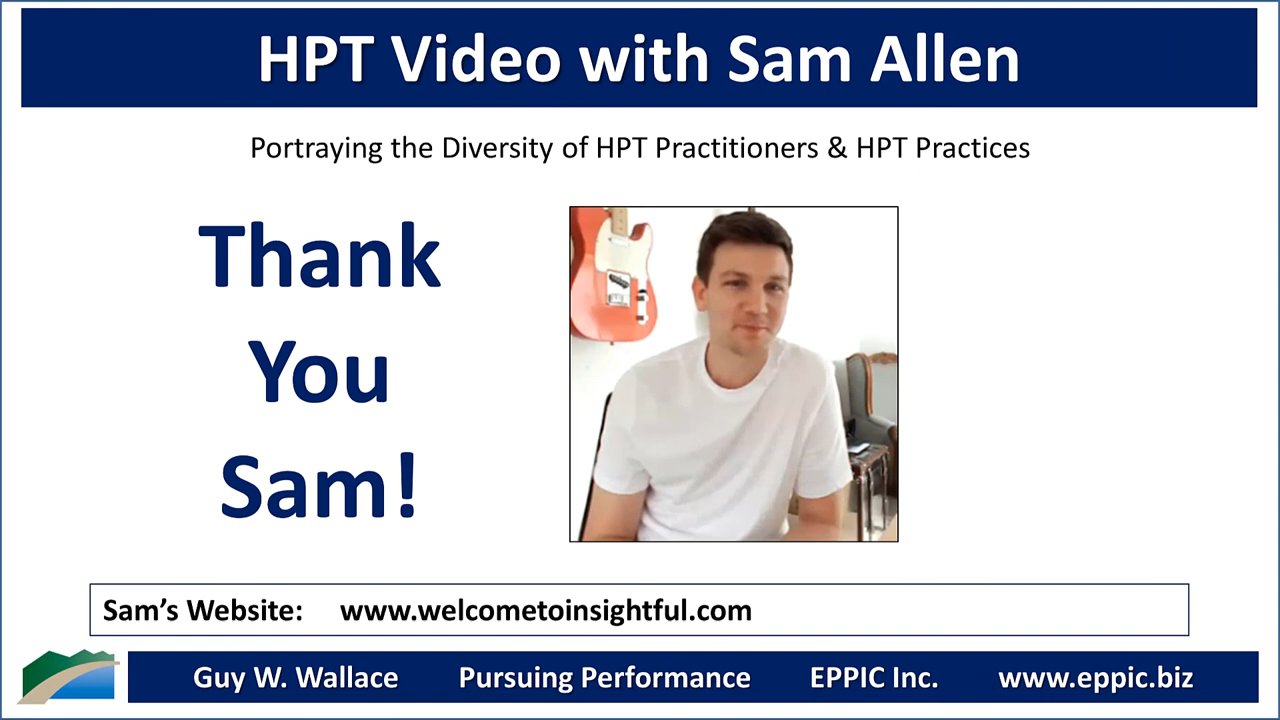 HPT Video with Sam Allen
Portraying the Diversity of HPT Practitioners & HPT Practices
Thank
You
Sam!
Sam’s Website: www.welcometoinsightful.com
Guy W. Wallace Pursuing Performance EPPIC Inc. www.eppic.biz